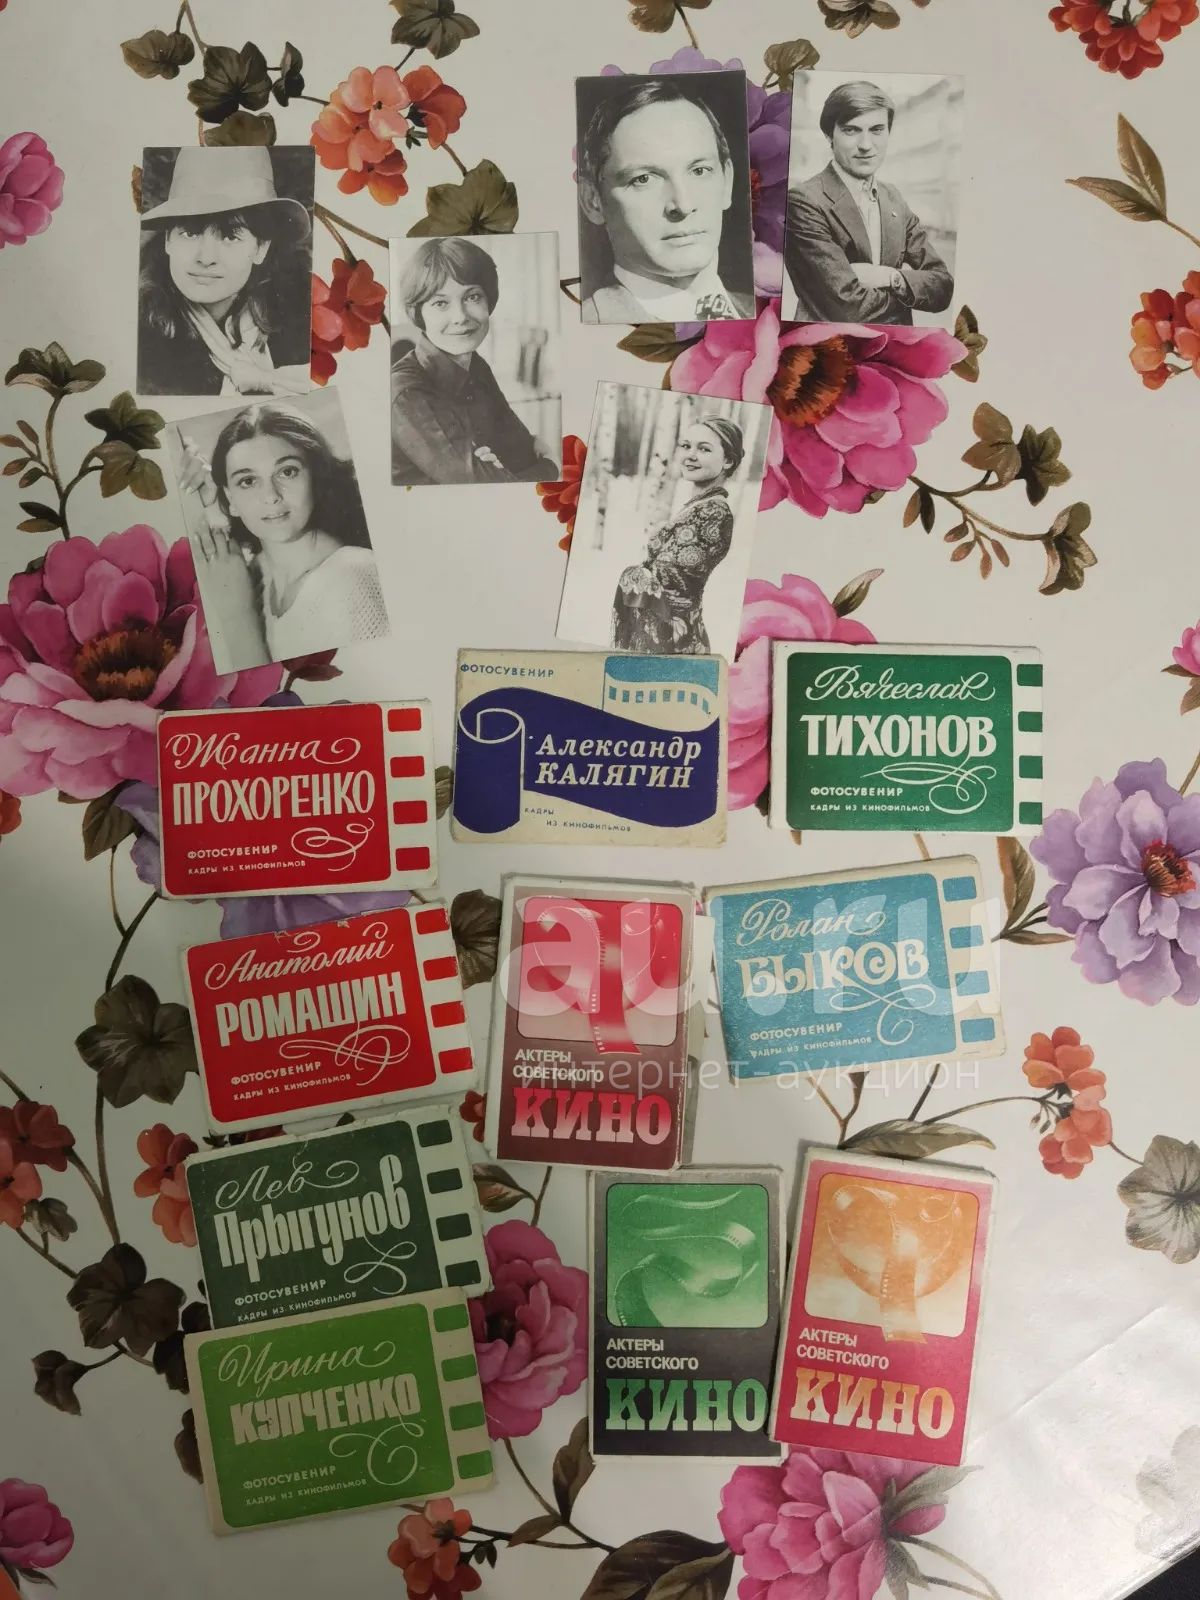 ФОТОСУВЕНИР
Александр
КАЛЯГИН
КАДРЫ
ИЗ КИНОФИЛЬМОВ
Вячеслав
ТИХОНОВ
ФОТОСУВЕНИР
КАДРЫ ИЗ КИНОФИЛЬМОВ
Жанна
ПРОХОРЕНКО
ФОТОСУВЕНИР
КАДРЫ ИЗ КИНОФИЛЬМОВ
Анатолий
РОМАШИН
ФОТОСУВЕНИР
КАДРЫ ИЗ КИНОФИЛЬМОВ
АКТЕРЫ
СОВЕТСКОГО
КИНО
Ролан
БЫКОВ
ФОТОСУВЕНИР
КАДРЫ ИЗ КИНОФИЛЬМОВ
au.ru
интернет-аукцион
Лев
Прыгунов
ФОТОСУВЕНИР
КАДРЫ ИЗ КИНОФИЛЬМОВ
Ирина
КУПЧЕНКО
ФОТОСУВЕНИР
КАДРЫ ИЗ КИНОФИЛЬМОВ
АКТЕРЫ
СОВЕТСКОГО
КИНО
АКТЕРЫ
СОВЕТСКОГО
КИНО